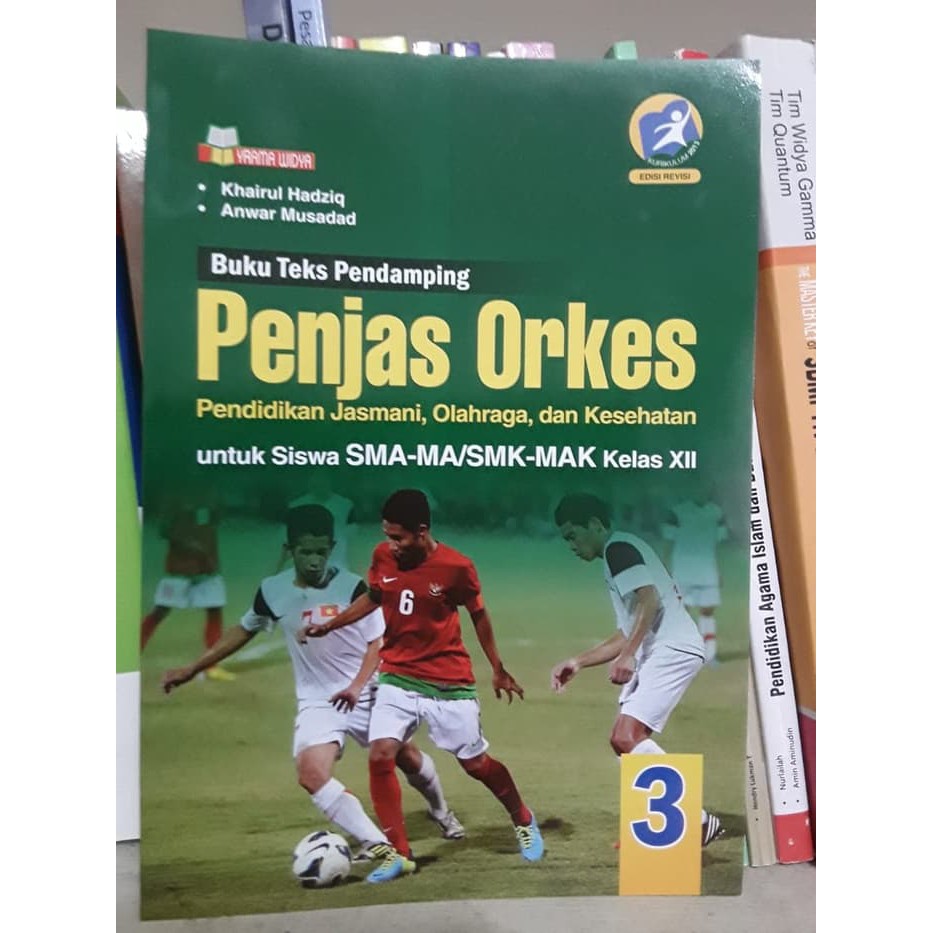 YRAMA WIDYA
• Khairul Hadziq
• Anwar Musadad
KURIKULUM 2013
EDISI REVISI
Buku Teks Pendamping
Penjas Orkes
Pendidikan Jasmani, Olahraga, dan Kesehatan
untuk Siswa SMA-MA/SMK-MAK Kelas XII
6
3
Tim Widya Gamma
Tim Quantum
Pendidikan Agama Islam dan
• Nurlailah
• Amin Aminudin